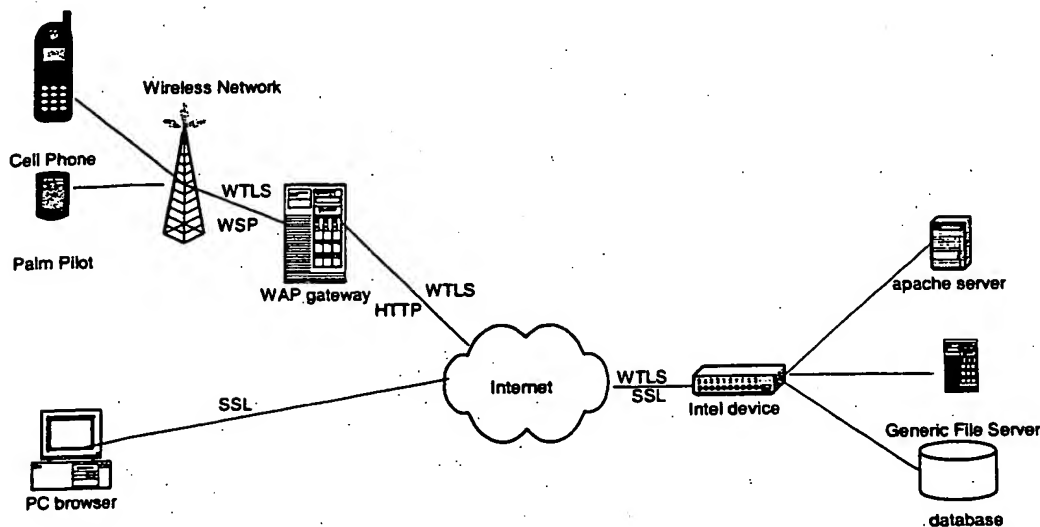 Wireless Network
Cell Phone
WTLS
WSP
Palm Pilot
WAP gateway
WTLS
HTTP
apache server
Internet
WTLS
SSL
Intel device
SSL
Generic File Server
PC browser
database